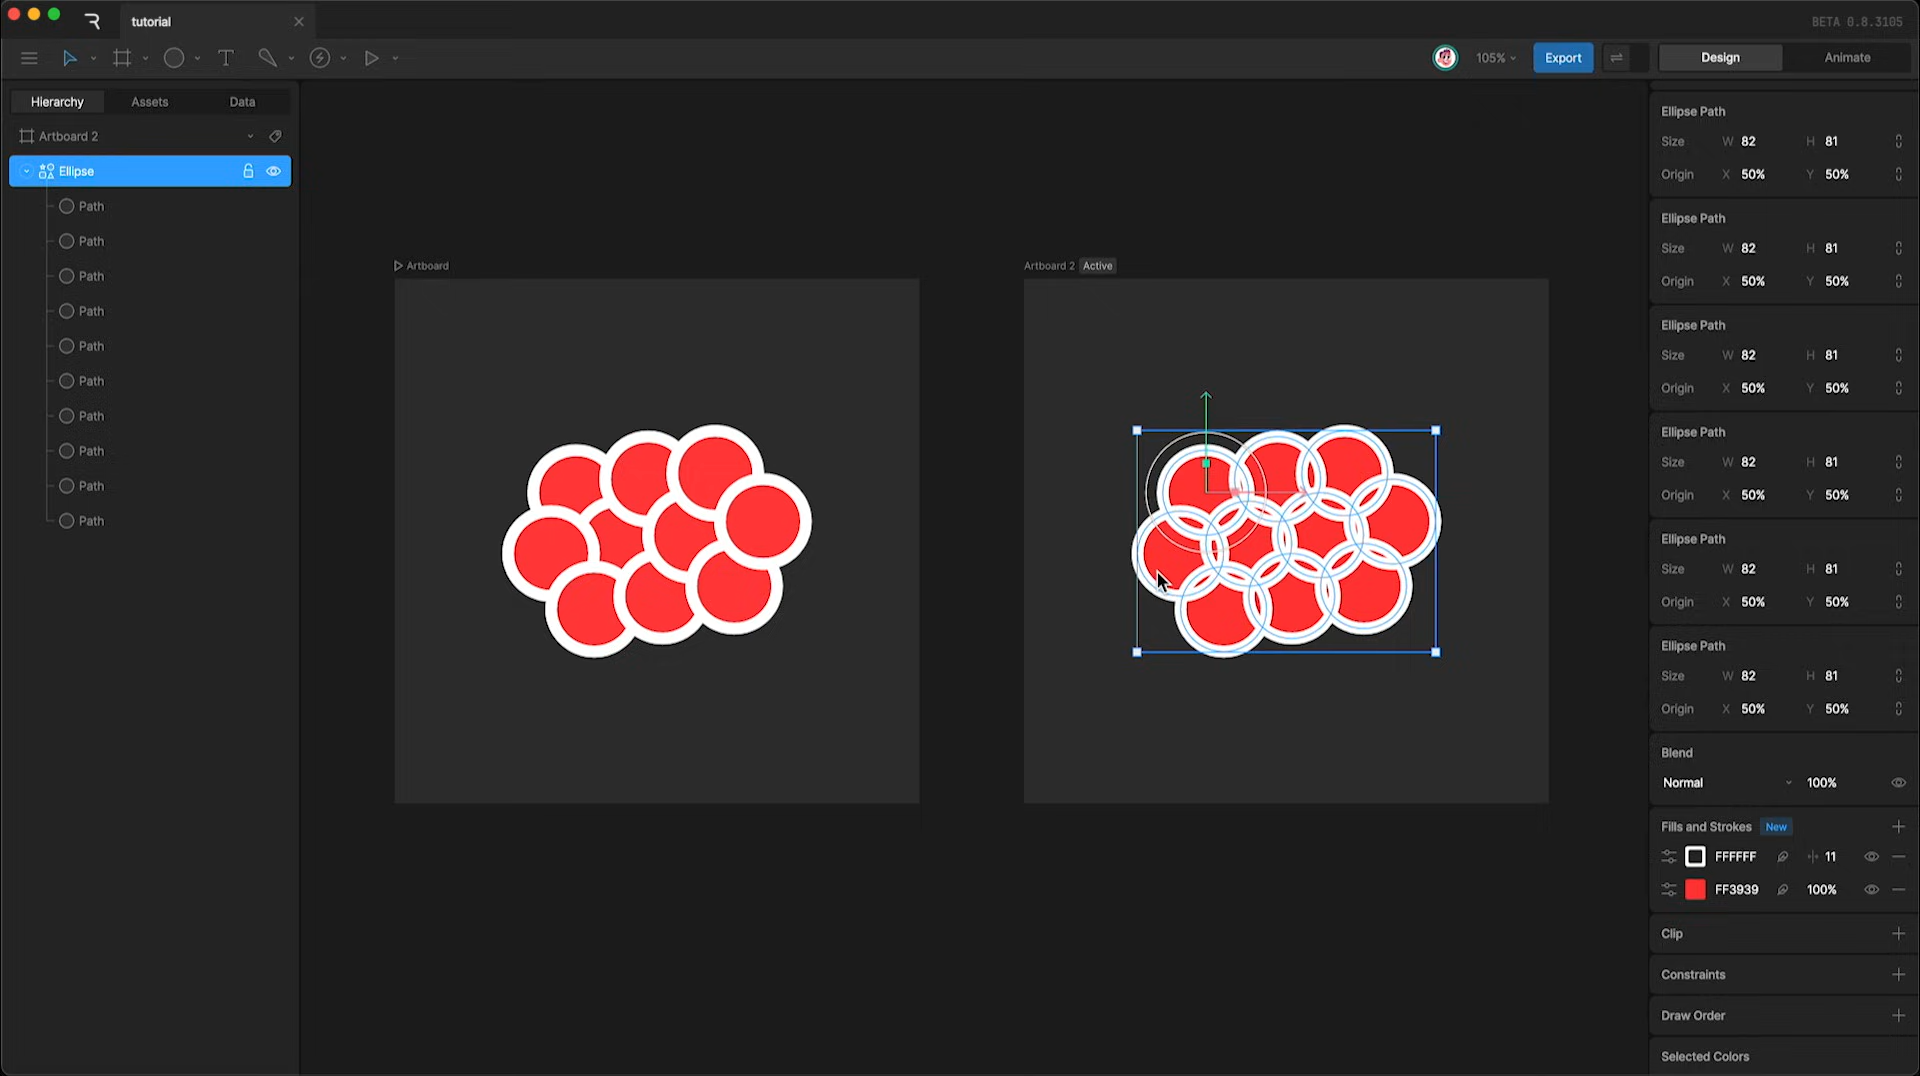 tutorial
BETA 0.8.3105
105%
Export
Design
Animate
Hierarchy
Assets
Data
Artboard 2
Ellipse
Path
Path
Path
Path
Path
Path
Path
Path
Path
Path
Artboard
Artboard 2 Active
Ellipse Path
Size W 82 H 81
Origin X 50% Y 50%
Ellipse Path
Size W 82 H 81
Origin X 50% Y 50%
Ellipse Path
Size W 82 H 81
Origin X 50% Y 50%
Ellipse Path
Size W 82 H 81
Origin X 50% Y 50%
Ellipse Path
Size W 82 H 81
Origin X 50% Y 50%
Ellipse Path
Size W 82 H 81
Origin X 50% Y 50%
Blend
Normal 100%
Fills and Strokes New
FFFFFF 11
FF3939 100%
Clip
Constraints
Draw Order
Selected Colors